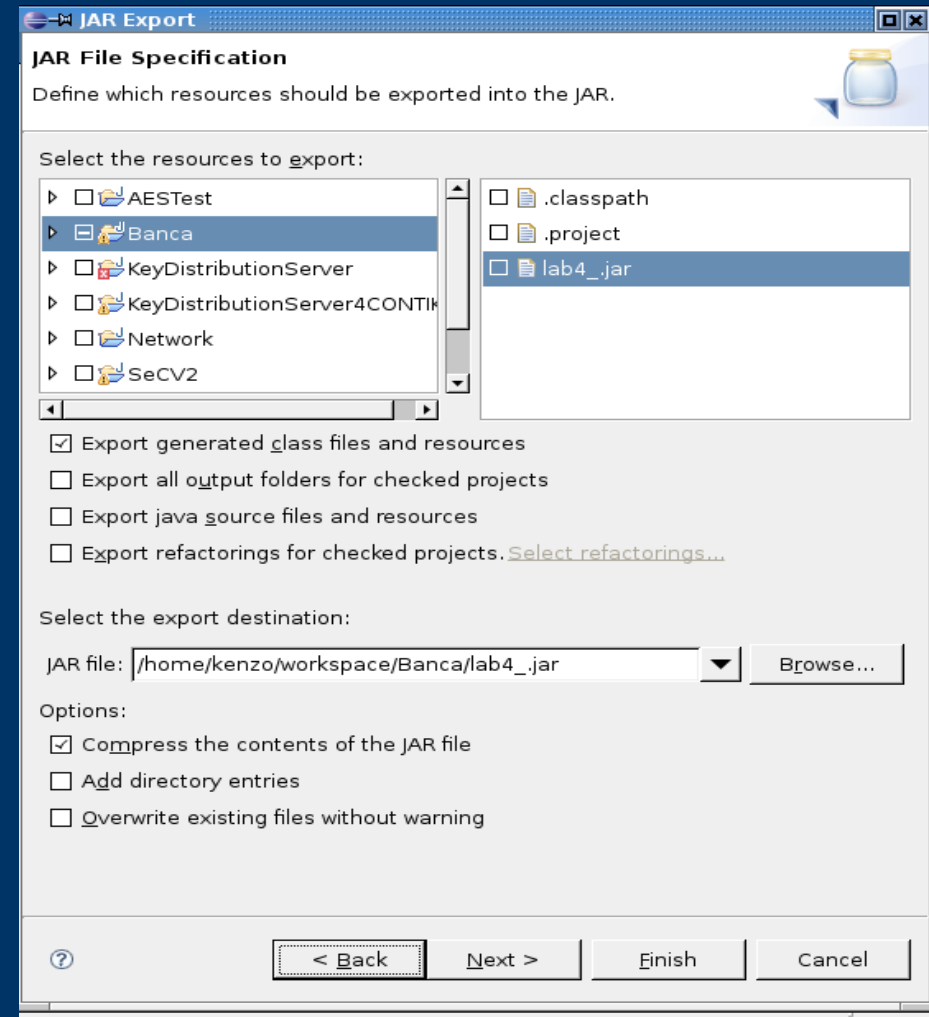 JAR Export
JAR File Specification
Define which resources should be exported into the JAR.
Select the resources to export:
AESTest
Banca
KeyDistributionServer
KeyDistributionServer4CONTIK
Network
SeCV2
.classpath
.project
lab4_.jar
Export generated class files and resources
Export all output folders for checked projects
Export java source files and resources
Export refactorings for checked projects. Select refactorings...
Select the export destination:
JAR file: /home/kenzo/workspace/Banca/lab4_.jar Browse...
Options:
Compress the contents of the JAR file
Add directory entries
Overwrite existing files without warning
? < Back Next > Finish Cancel